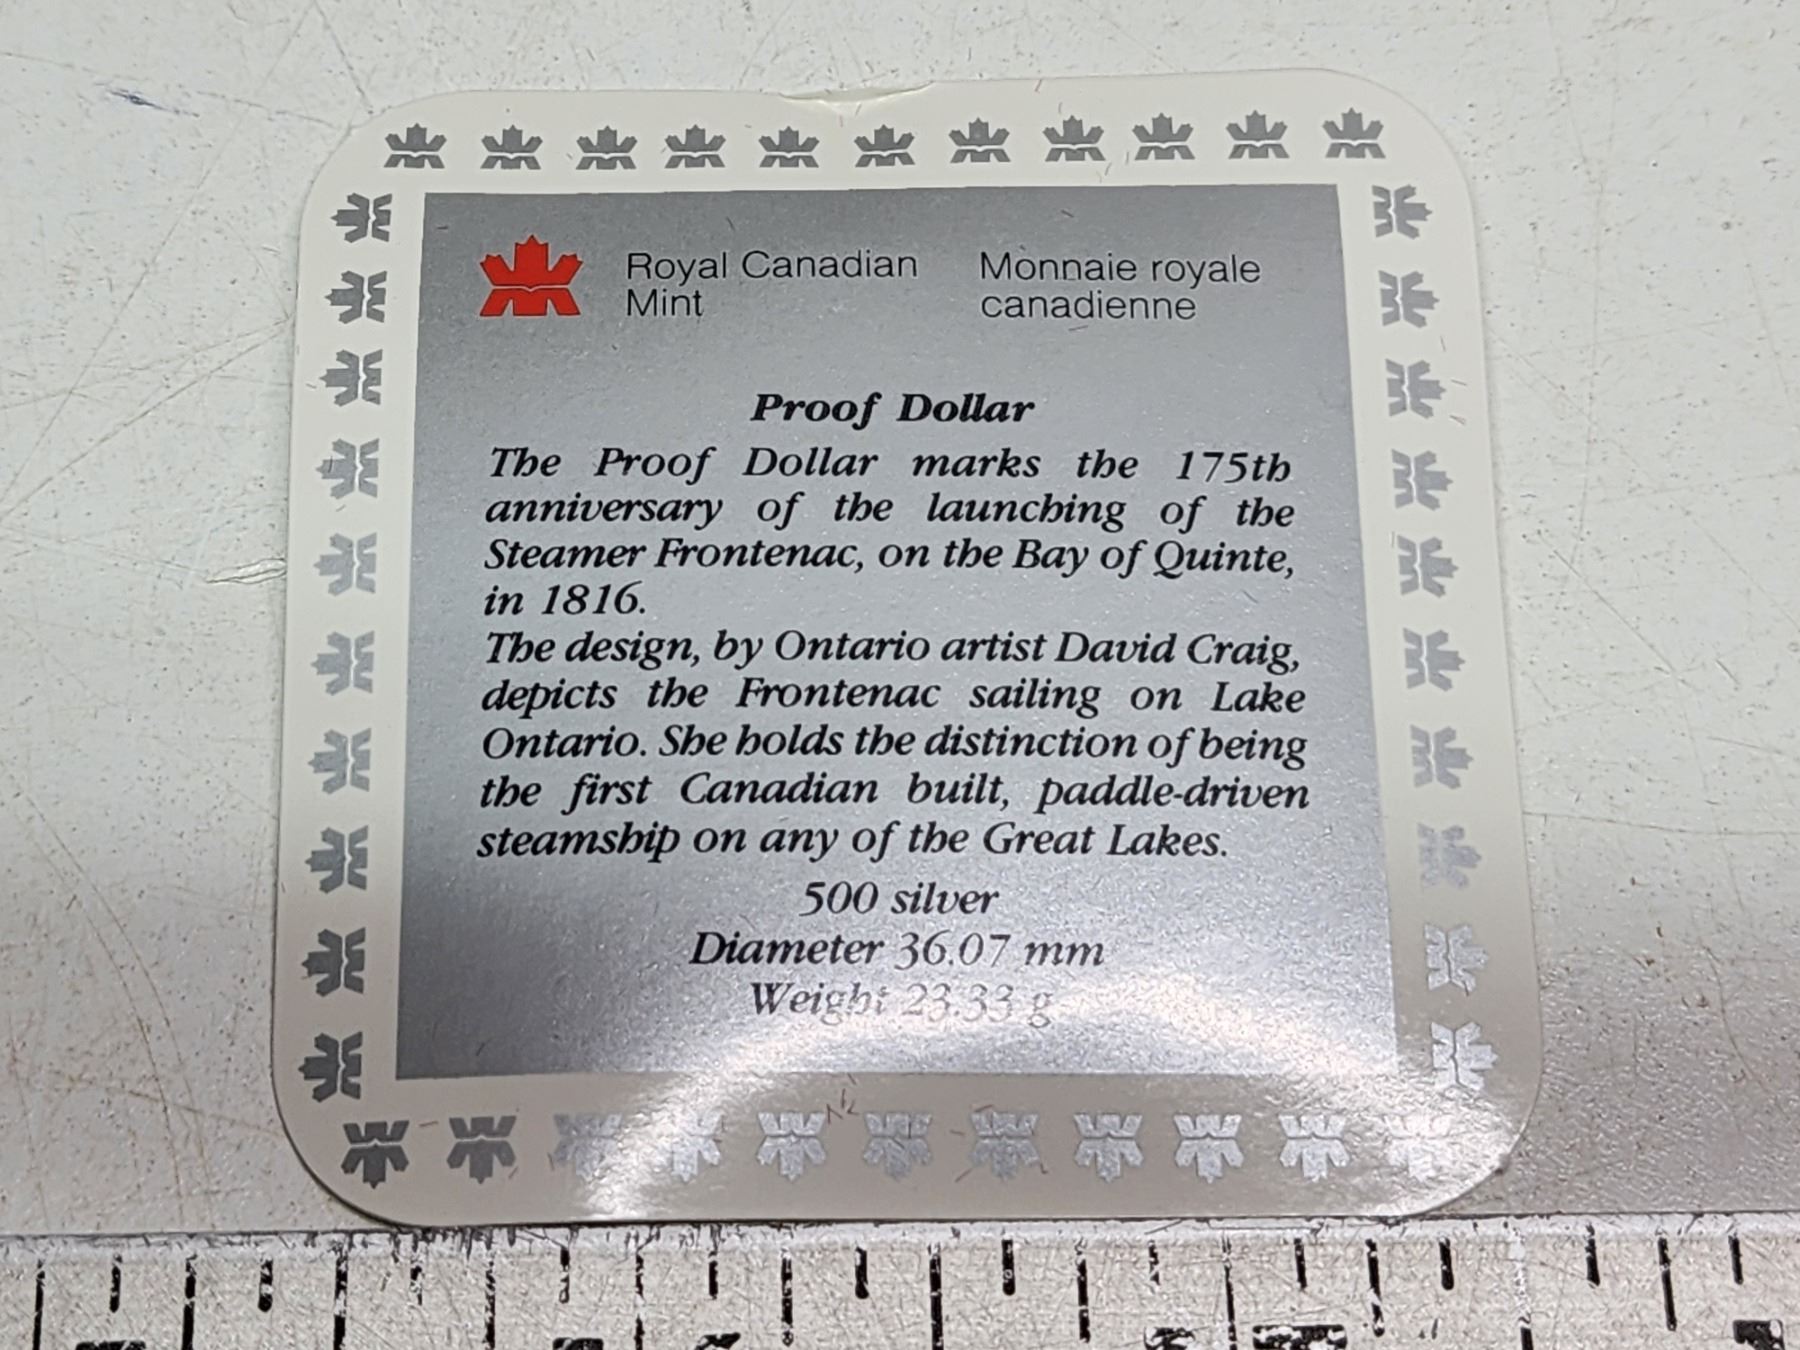 Royal Canadian
Mint
Monnaie royale
canadienne
Proof Dollar
The Proof Dollar marks the 175th
anniversary of the launching of the
Steamer Frontenac, on the Bay of Quinte,
in 1816.
The design, by Ontario artist David Craig,
depicts the Frontenac sailing on Lake
Ontario. She holds the distinction of being
the first Canadian built, paddle-driven
steamship on any of the Great Lakes.
500 silver
Diameter 36.07 mm
Weight 23.33 g